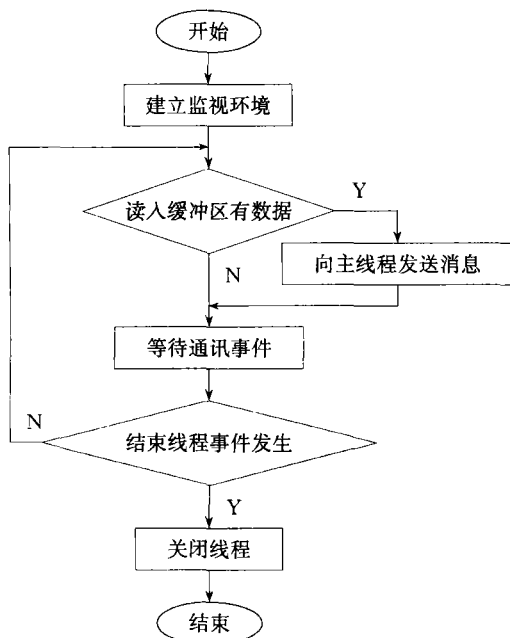 开始
建立监视环境
读入缓冲区有数据
Y
向主线程发送消息
N
等待通讯事件
N
结束线程事件发生
Y
关闭线程
结束